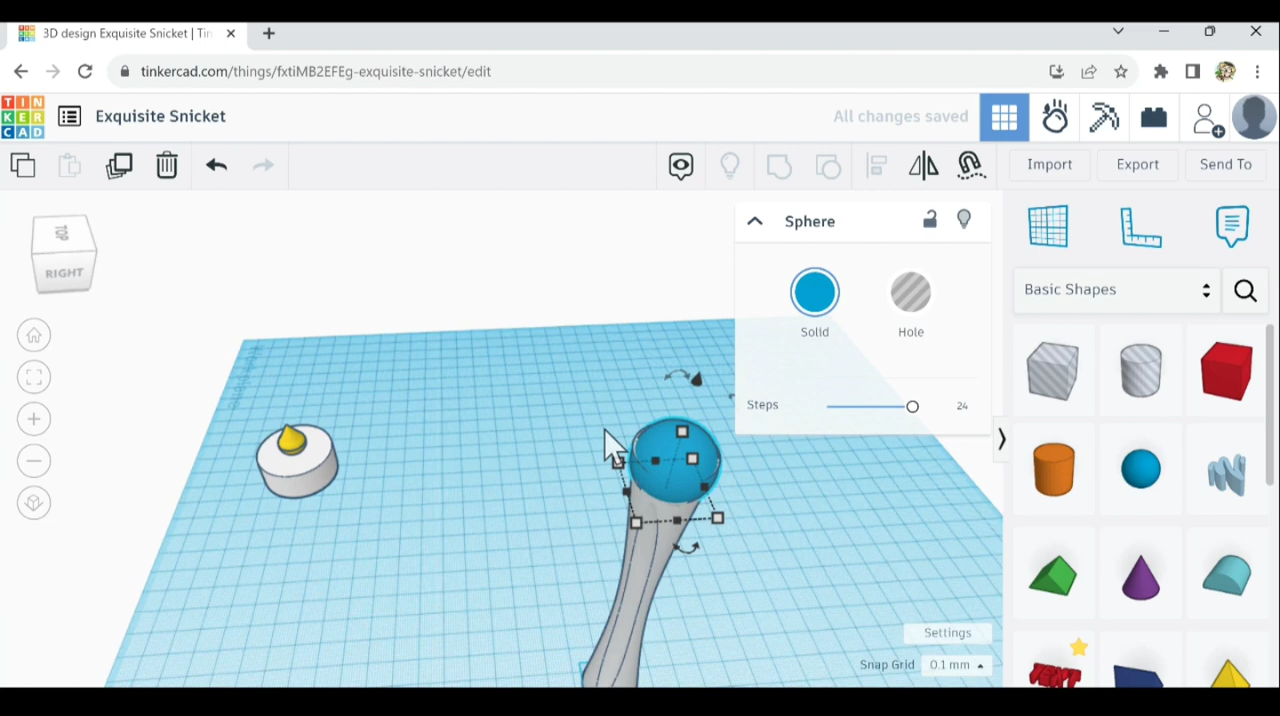 3D design Exquisite Snicket | Tin
tinkercad.com/things/fxtiMB2EFEg-exquisite-snicket/edit
TIN
KER
CAD
Exquisite Snicket
All changes saved
Import
Export
Send To
TOP
RIGHT
Sphere
Solid
Hole
Steps
24
Basic Shapes
TEXT
Settings
Snap Grid
0.1 mm